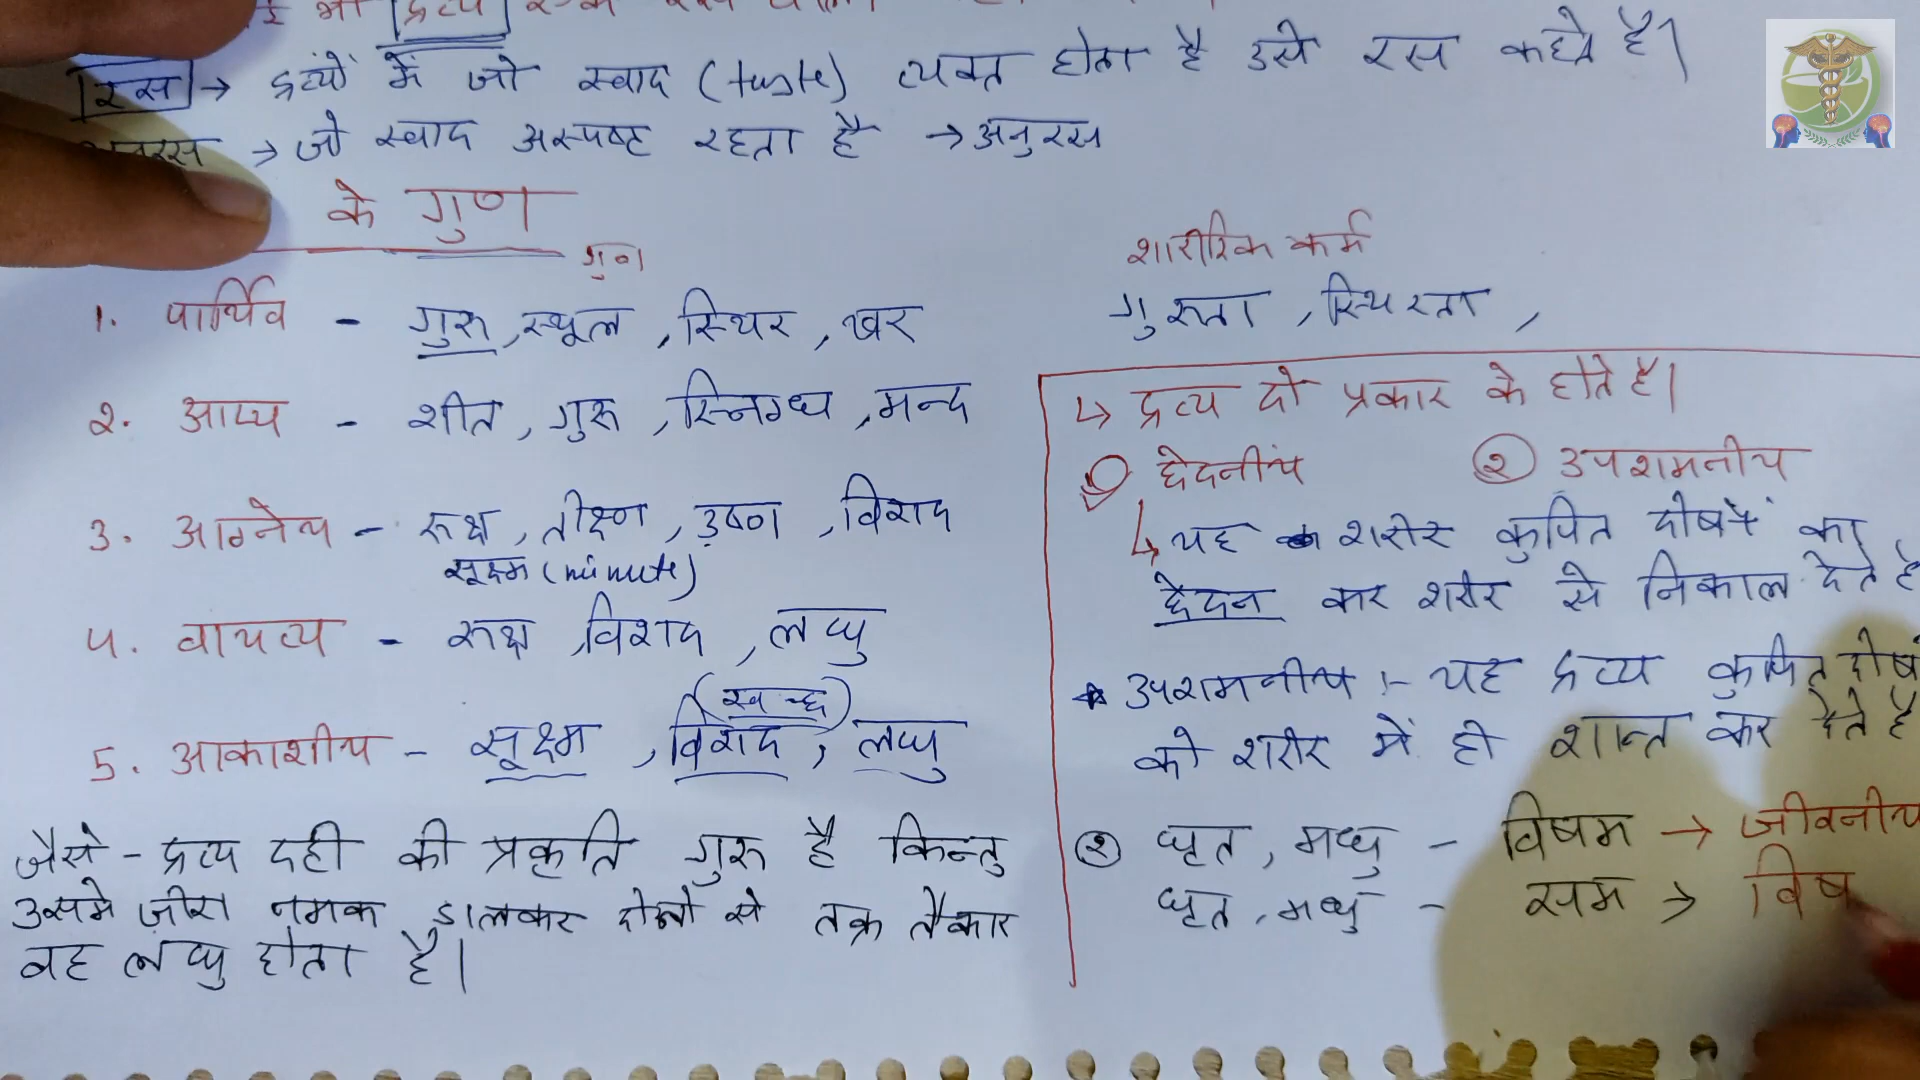 रस → द्रव्यों में जो स्वाद (taste) व्यक्त होता है उसे रस कहते है।
→ जो स्वाद अस्पष्ट रहता है → अनुरस
के गुण
गुण
शारीरिक कर्म
1. पार्थिव - गुरु, स्थूल, स्थिर, खर
गुरुता, स्थिरता,
२. आप्य - शीत, गुरु, स्निग्ध, मन्द
३. आग्नेय - रुक्ष, तीक्ष्ण, उष्ण, विशद
सूक्ष्म (minute)
४. वायव्य - रुक्ष, विशद, लघु
(स्वच्छ)
5. आकाशीय - सूक्ष्म, विशद, लघु
जैसे - द्रव्य दही की प्रकृति गुरु है किन्तु
उसमे जीरा नमक डालकर दोनो से तक्र तैकार
वह लघु होता है।
↳ द्रव्य दो प्रकार के होते है।
छेदनीय ② उपशमनीय
↳ यह शरीर कुपित दोषों का
छेदन कर शरीर से निकाल देते है
* उपशमनीय :- यह द्रव्य कुपित दोष
को शरीर में ही शान्त कर देते है
② घृत, मधु - विषम → जीवनीय
घृत, मधु - सम → विष